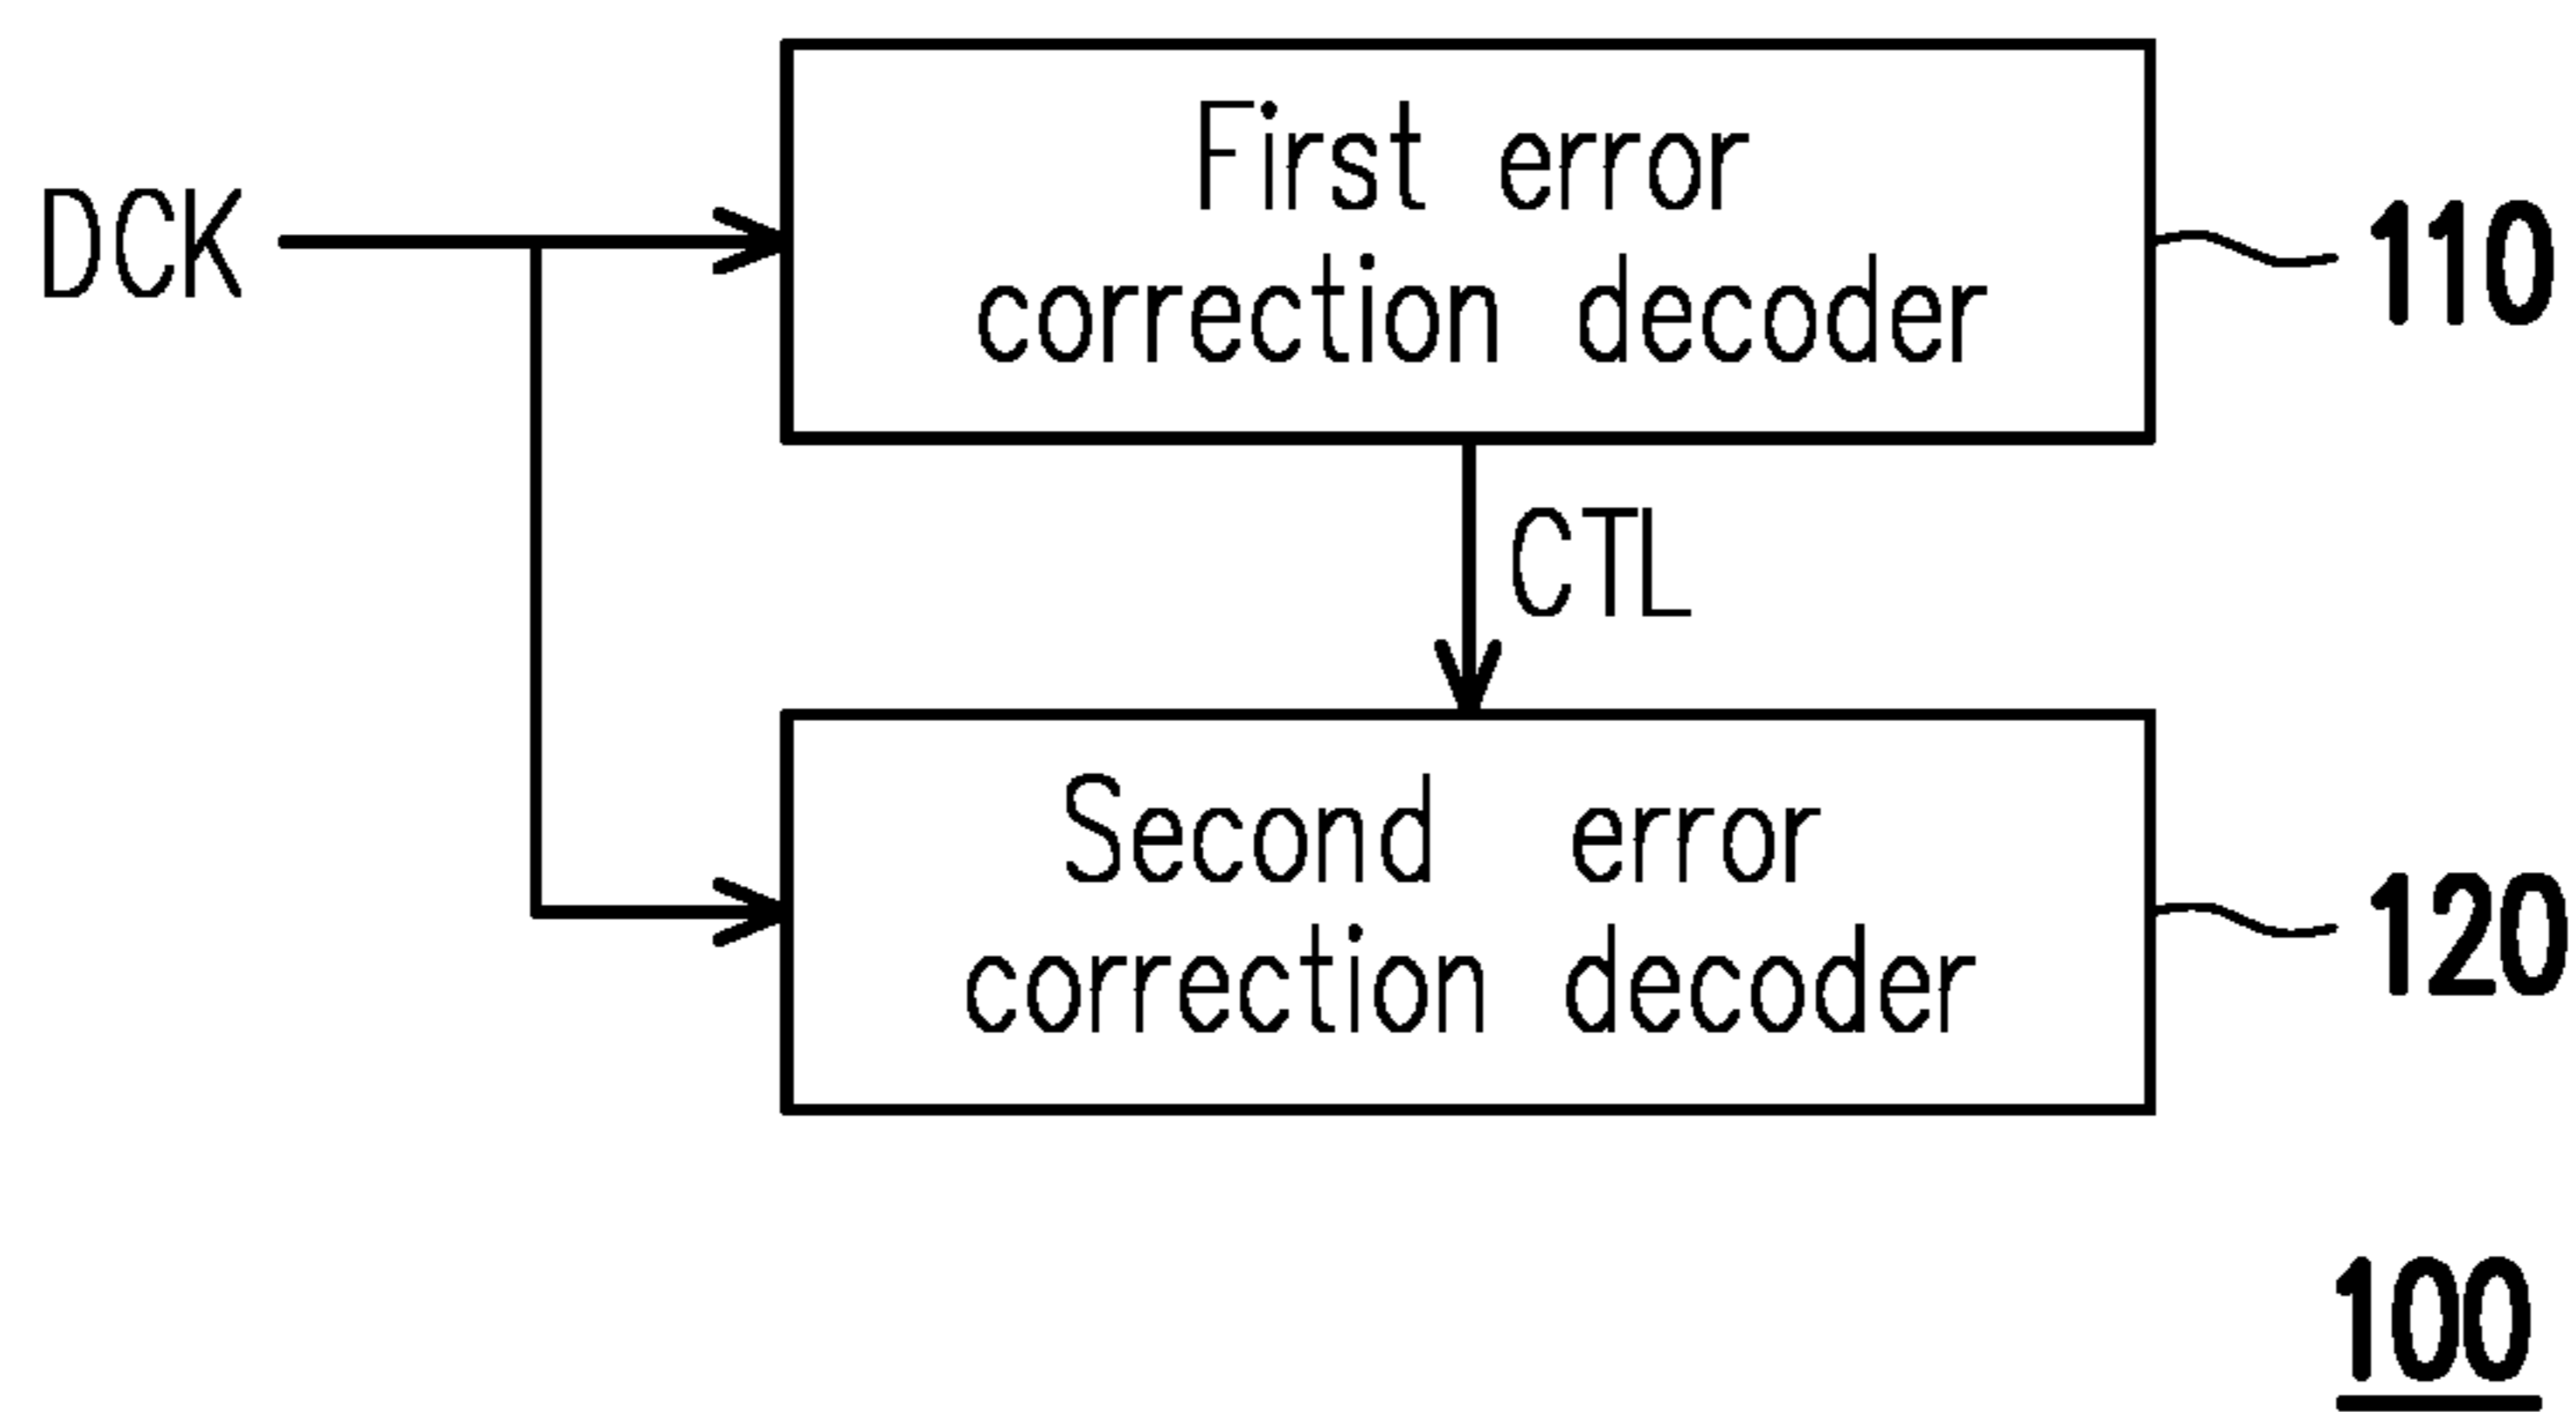 First error
correction decoder
DCK
110
CTL
Second error
correction decoder
120
100